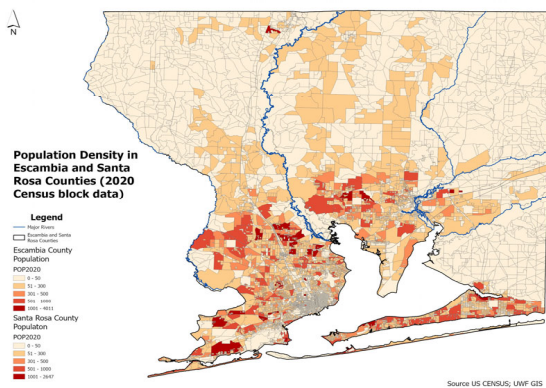 N
Population Density in
Escambia and Santa
Rosa Counties (2020
Census block data)
Legend
Major Rivers
Escambia and Santa
Rosa Counties
Escambia County
Population
POP2020
0 - 50
51 - 300
301 - 500
501 - 1000
1001 - 4011
Santa Rosa County
Populaton
POP2020
0 - 50
51 - 300
301 - 500
501 - 1000
1001 - 2647
Source US CENSUS; UWF GIS